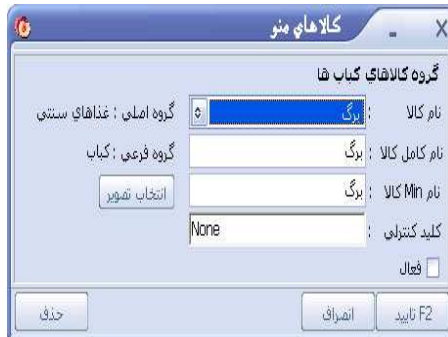 کالاهاي منو
گروه کالاهاي کباب ها
نام کالا : برگ گروه اصلی : غذاهاي سنتی
نام کامل کالا : برگ گروه فرعی : کباب
نام Min کالا : برگ انتخاب تصویر
کلید کنترلی : None
فعال
F2 تایید انصراف حذف